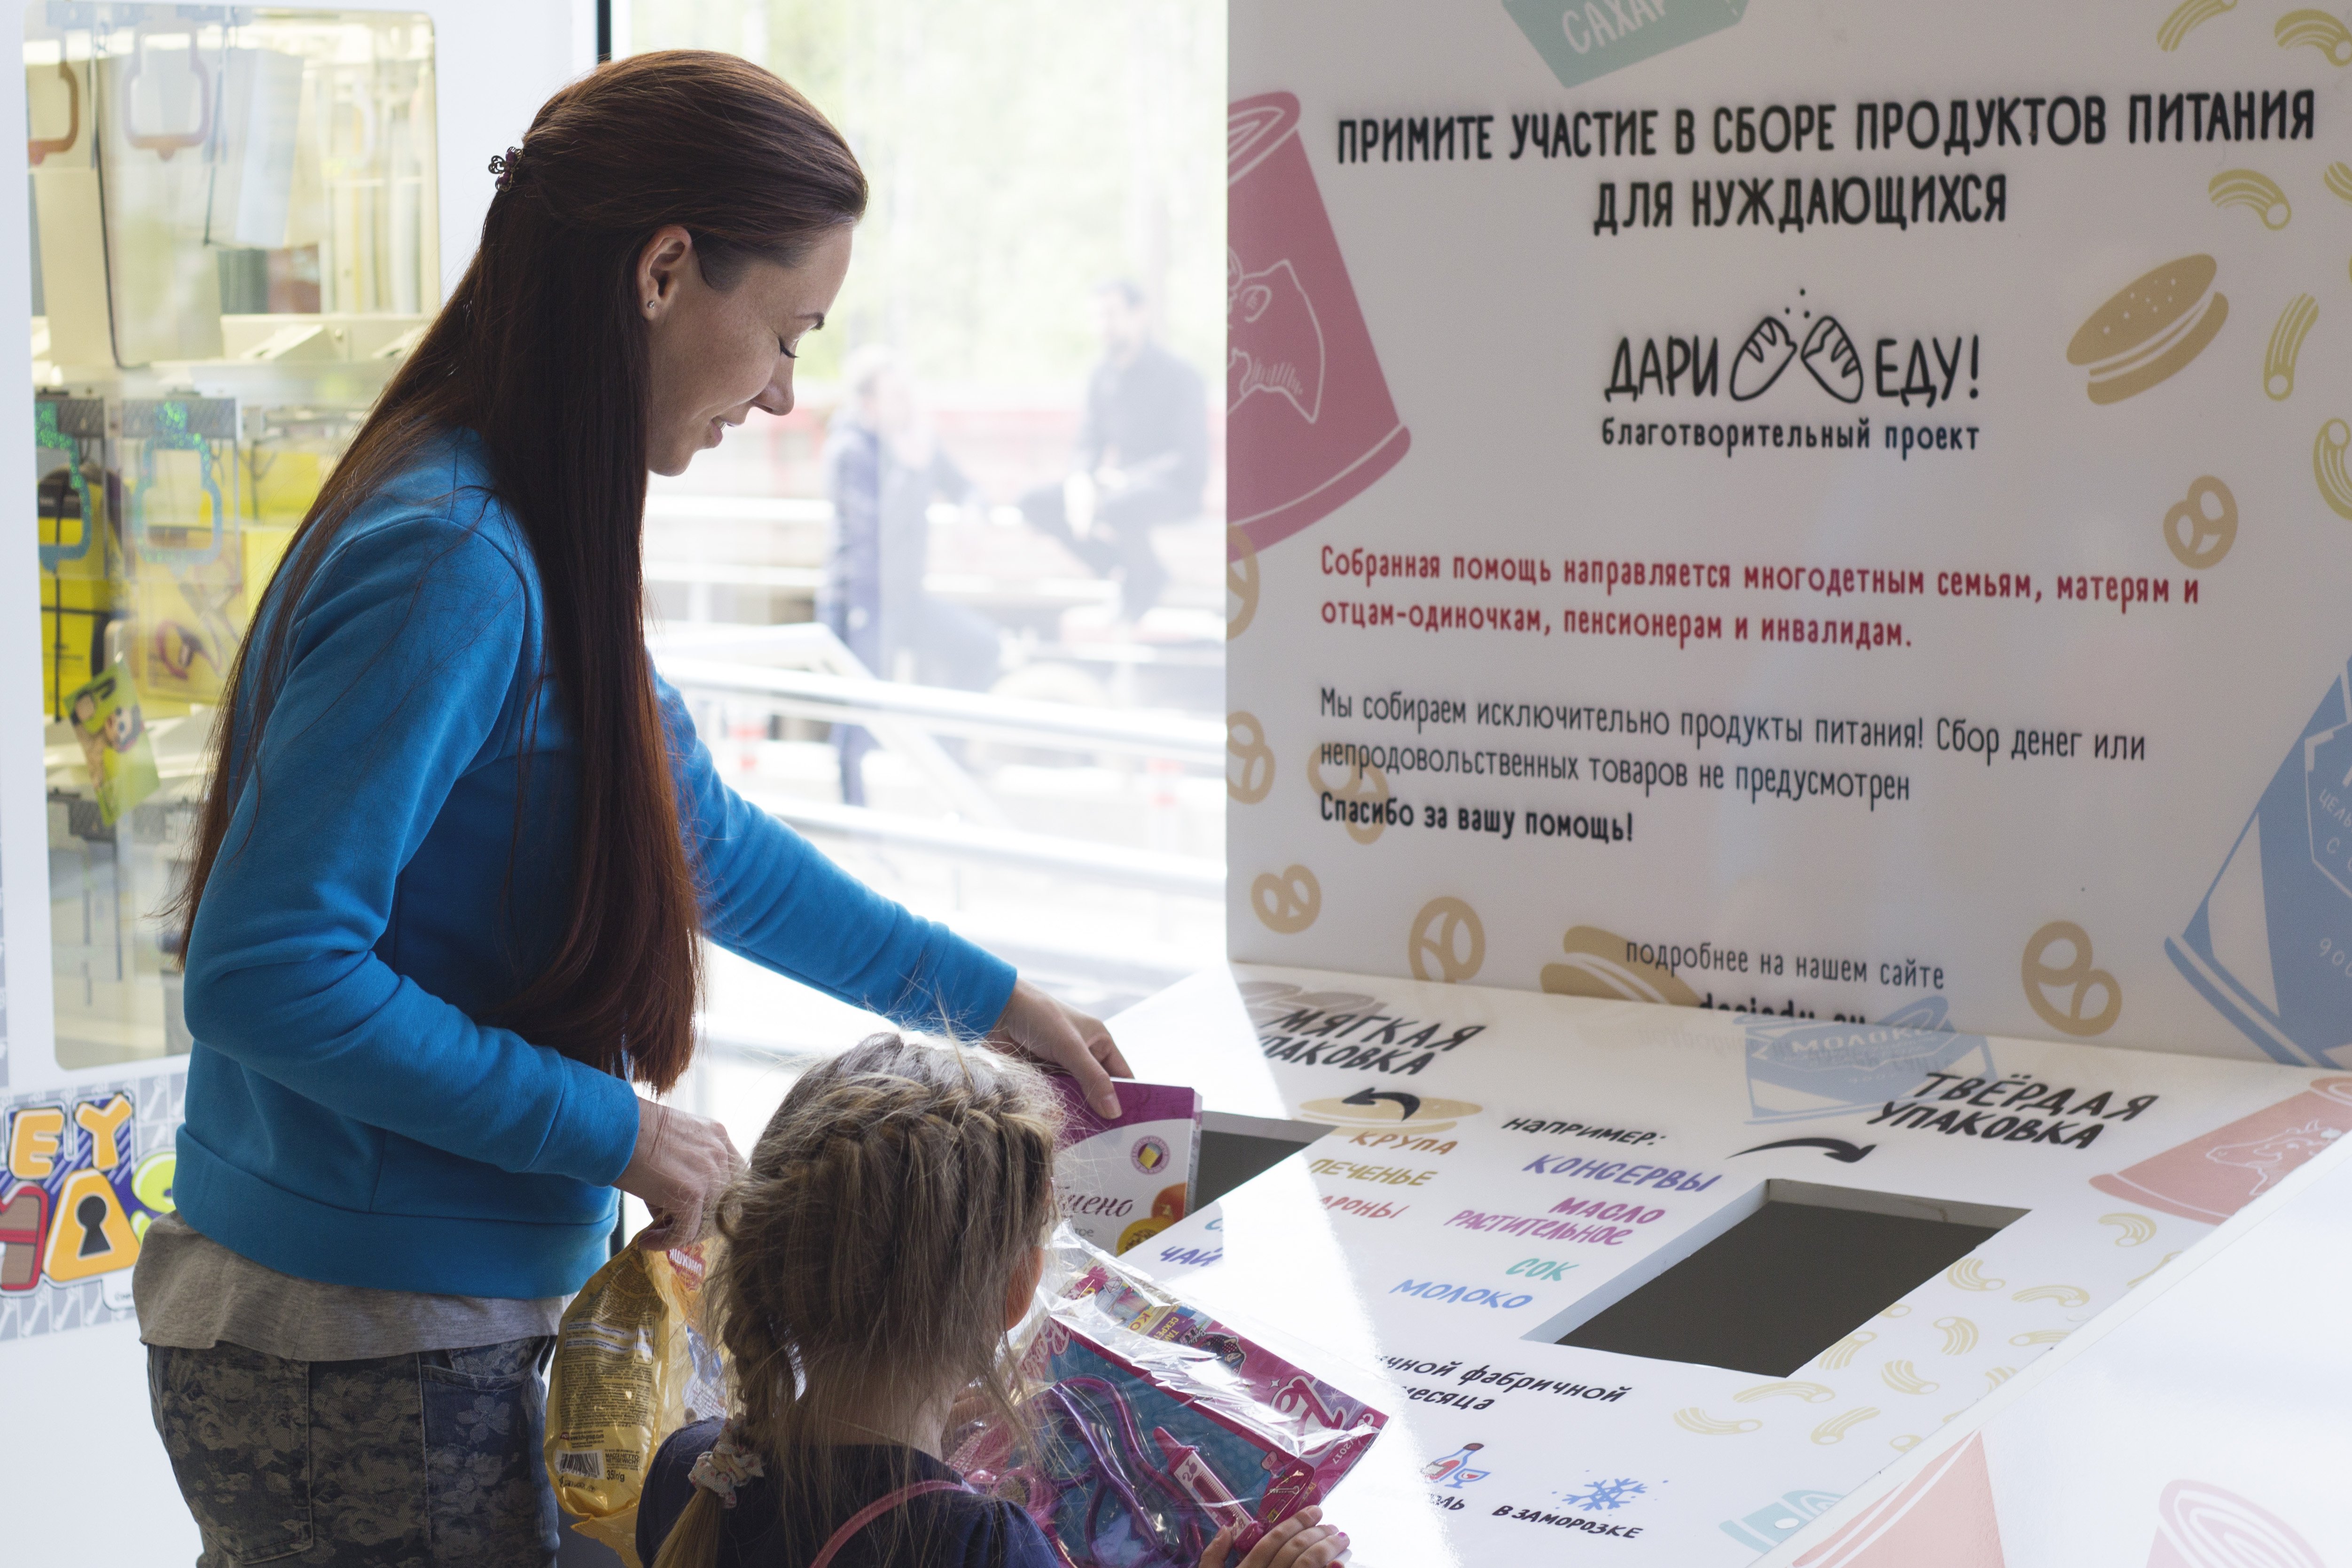 САХАР
ПРИМИТЕ УЧАСТИЕ В СБОРЕ ПРОДУКТОВ ПИТАНИЯ
ДЛЯ НУЖДАЮЩИХСЯ
ДАРИ ЕДУ!
благотворительный проект
Собранная помощь направляется многодетным семьям, матерям и
отцам-одиночкам, пенсионерам и инвалидам.
Мы собираем исключительно продукты питания! Сбор денег или
непродовольственных товаров не предусмотрен
Спасибо за вашу помощь!
подробнее на нашем сайте
МЯГКАЯ
УПАКОВКА
МОЛОКО
ТВЁРДАЯ
УПАКОВКА
НАПРИМЕР:
КРУПА
ПЕЧЕНЬЕ
ЧАЙ
КОНСЕРВЫ
МАСЛО
РАСТИТЕЛЬНОЕ
СОК
МОЛОКО
фабричной
месяца
В ЗАМОРОЗКЕ
EY